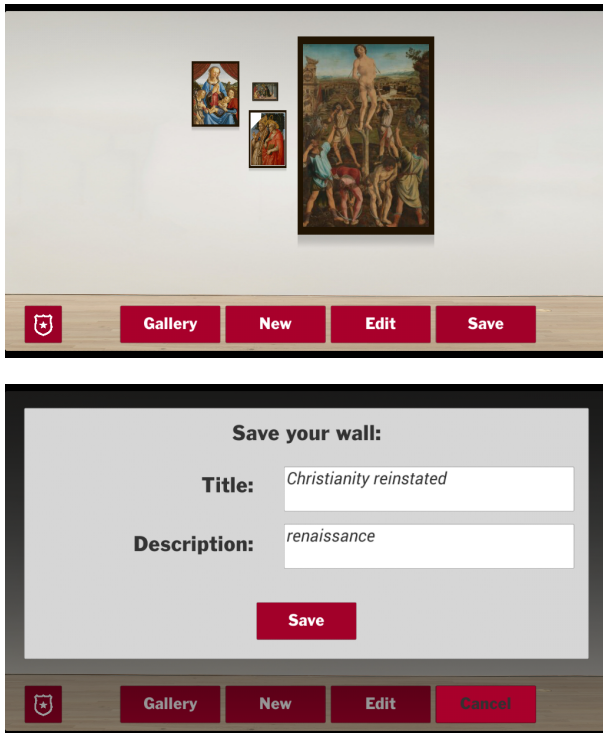 Gallery
New
Edit
Save
Save your wall:
Title:
Christianity reinstated
Description:
renaissance
Save
Gallery
New
Edit
Cancel